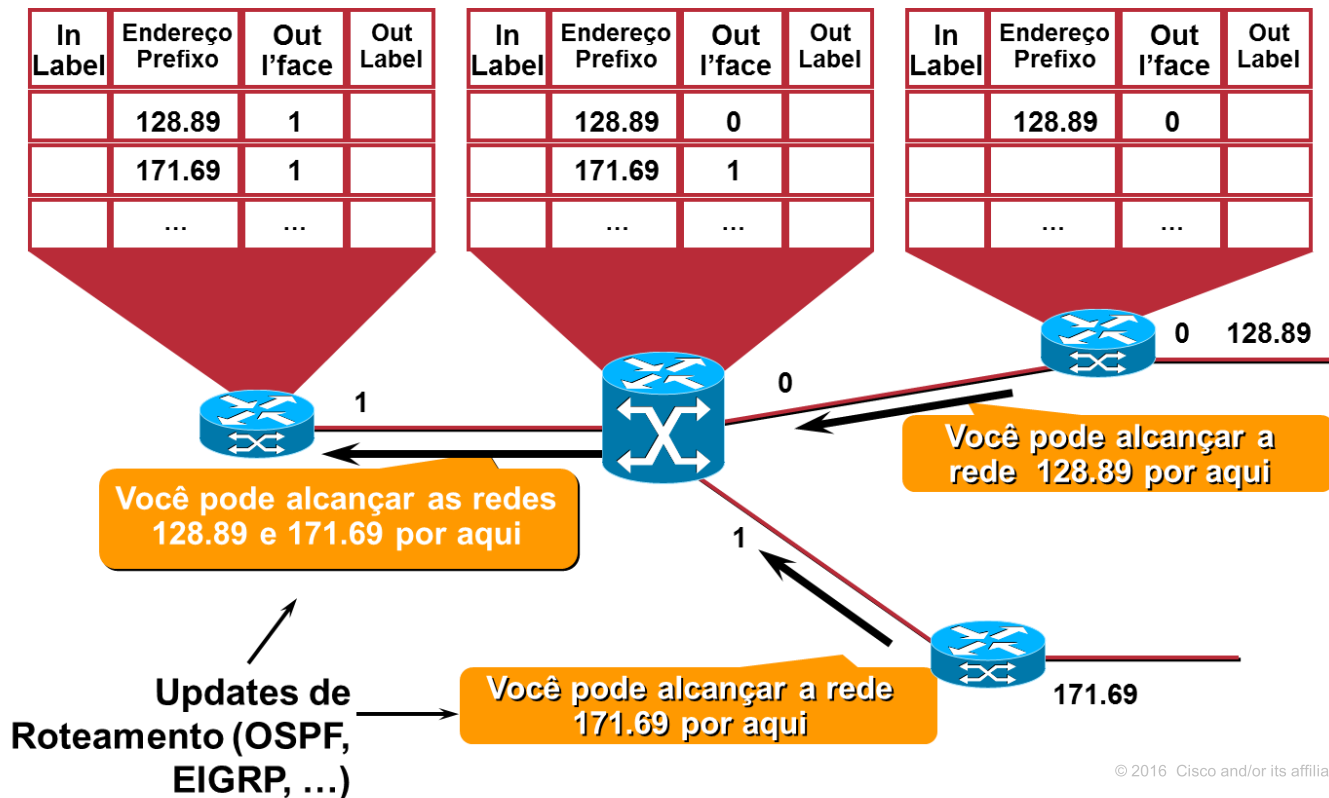 In Label Endereço Prefixo Out l'face Out Label
128.89 1
171.69 1
... ...
In Label Endereço Prefixo Out l'face Out Label
128.89 0
171.69 1
... ...
In Label Endereço Prefixo Out l'face Out Label
128.89 0
... ...
0 128.89
0
1
Você pode alcançar a
rede 128.89 por aqui
Você pode alcançar as redes
128.89 e 171.69 por aqui
1
Updates de
Roteamento (OSPF,
EIGRP, ...)
Você pode alcançar a rede
171.69 por aqui
171.69
© 2016 Cisco and/or its affilia